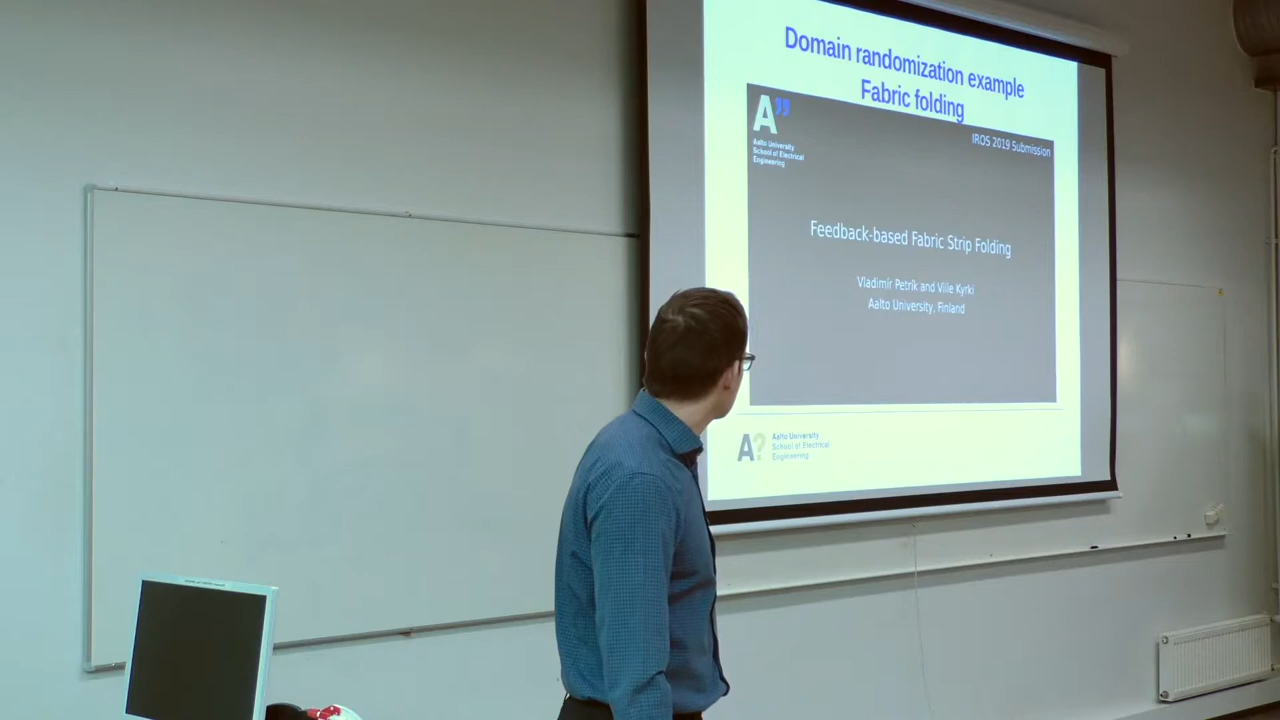 Domain randomization example
Fabric folding
A”
Aalto University
School of Electrical
Engineering
IROS 2019 Submission
Feedback-based Fabric Strip Folding
Vladimír Petrík and Ville Kyrki
Aalto University, Finland
A?
Aalto University
School of Electrical
Engineering